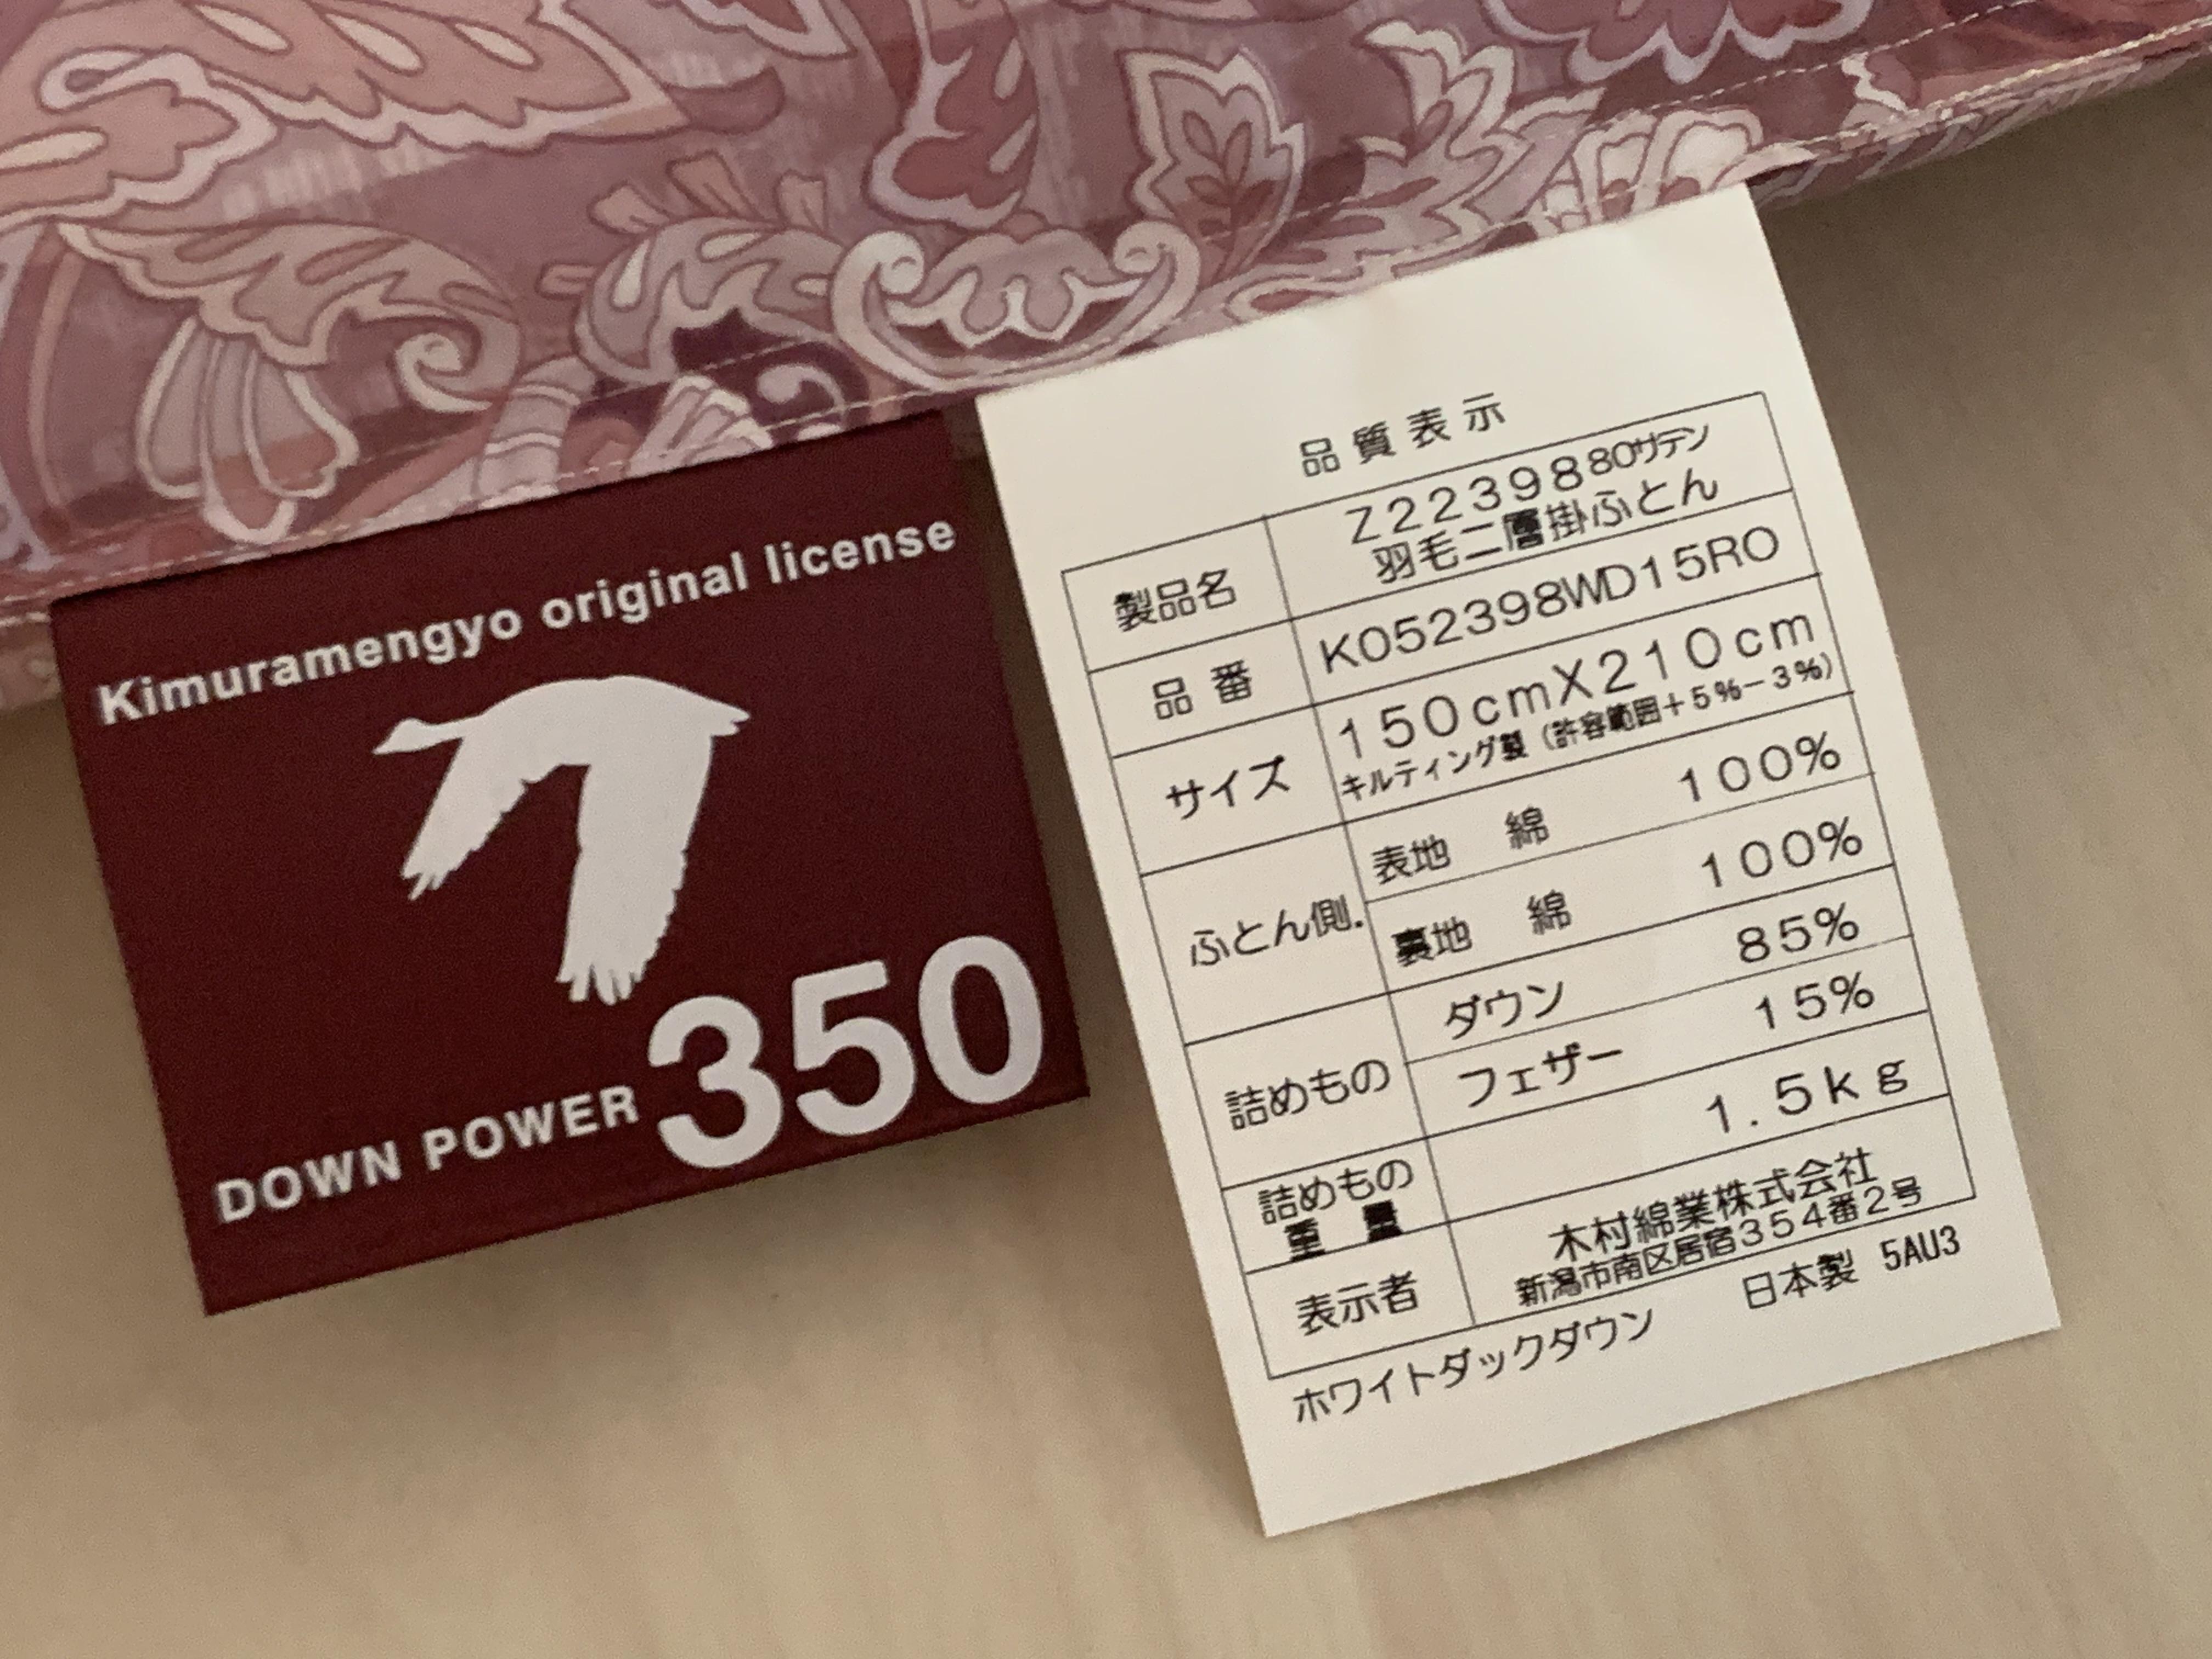 Kimuramengyo original license
DOWN POWER 350
品質表示
製品名 Z22398 80サテン
羽毛二層掛ふとん
品番 K052398WD15RO
サイズ 150cmX210cm
キルティング製（許容範囲＋5％－3％）
ふとん側. 表地 綿 100%
裏地 綿 100%
詰めもの ダウン 85%
フェザー 15%
詰めもの 重量 1.5kg
表示者 木村綿業株式会社
新潟市南区居宿354番2号
ホワイトダックダウン 日本製 5AU3